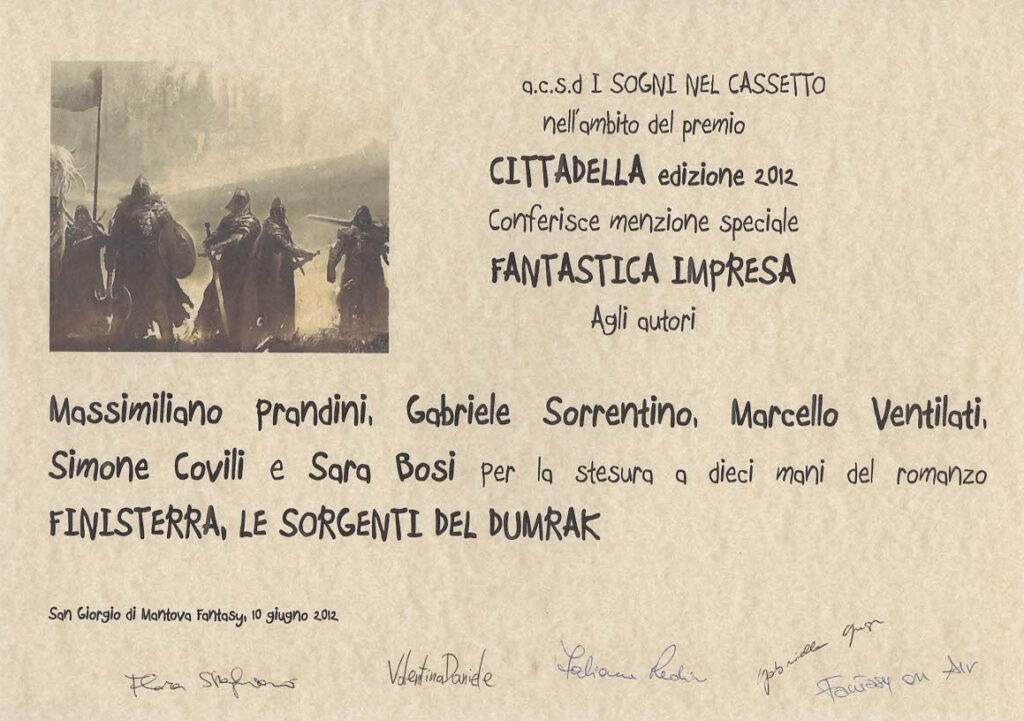 a.c.s.d I SOGNI NEL CASSETTO
nell'ambito del premio
CITTADELLA edizione 2012
Conferisce menzione speciale
FANTASTICA IMPRESA
Agli autori
Massimiliano Prandini, Gabriele Sorrentino, Marcello Ventilati,
Simone Covili e Sara Bosi per la stesura a dieci mani del romanzo
FINISTERRA, LE SORGENTI DEL DUMRAK
San Giorgio di Mantova Fantasy, 10 giugno 2012
Valentina Daniele
Fantasy on Air